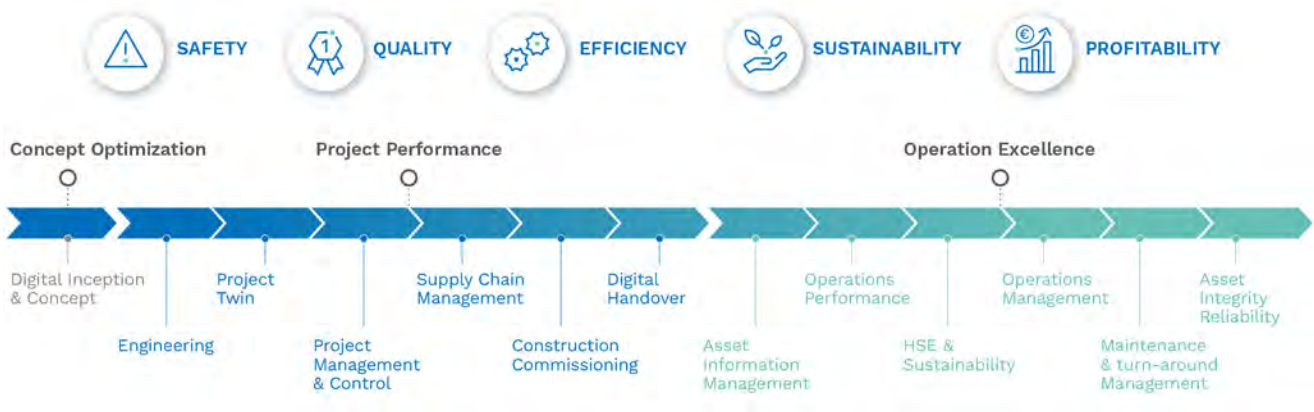 SAFETY
1
QUALITY
EFFICIENCY
SUSTAINABILITY
€
PROFITABILITY
Concept Optimization
Project Performance
Operation Excellence
Digital Inception
& Concept
Engineering
Project
Twin
Project
Management
& Control
Supply Chain
Management
Construction
Commissioning
Digital
Handover
Asset
Information
Management
Operations
Performance
HSE &
Sustainability
Operations
Management
Maintenance
& turn-around
Management
Asset
Integrity
Reliability